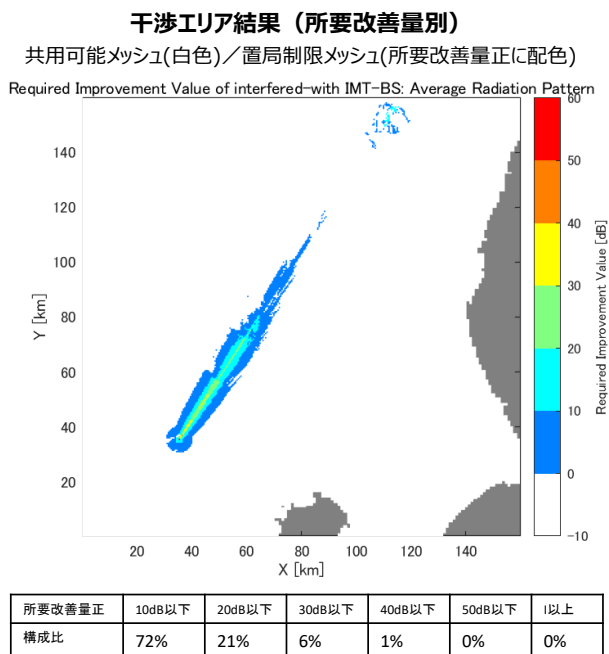 干渉エリア結果（所要改善量別）
共用可能メッシュ(白色)／置局制限メッシュ(所要改善量正に配色)
Required Improvement Value of interfered-with IMT-BS: Average Radiation Pattern
140
120
100
80
60
40
20
Y [km]
20 40 60 80 100 120 140
X [km]
60
50
40
30
20
10
0
-10
Required Improvement Value [dB]
所要改善量正 10dB以下 20dB以下 30dB以下 40dB以下 50dB以下 I以上
構成比 72% 21% 6% 1% 0% 0%